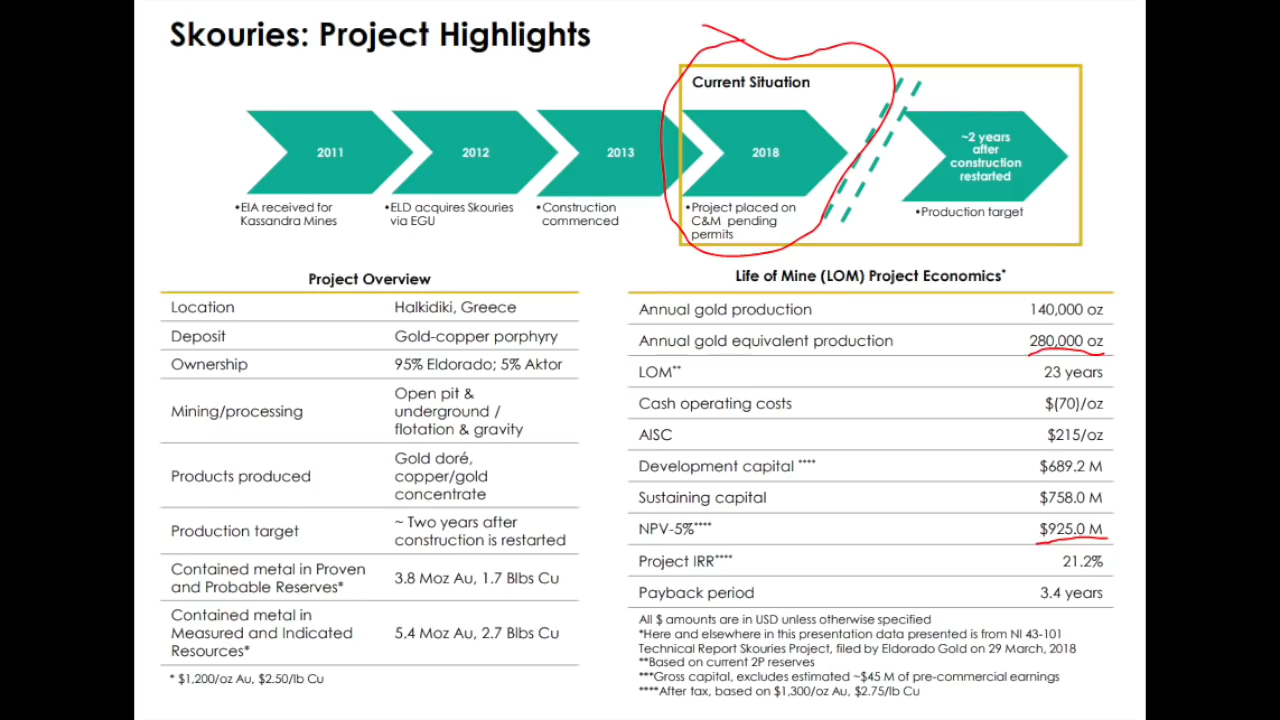 Skouries: Project Highlights
Current Situation
2011
2012
2013
2018
~2 years
after
construction
restarted
•EIA received for
Kassandra Mines
•ELD acquires Skouries
via EGU
•Construction
commenced
•Project placed on
C&M pending
permits
•Production target
Project Overview
Location Halkidiki, Greece
Deposit Gold-copper porphyry
Ownership 95% Eldorado; 5% Aktor
Mining/processing Open pit &
underground /
flotation & gravity
Products produced Gold doré,
copper/gold
concentrate
Production target ~ Two years after
construction is restarted
Contained metal in Proven
and Probable Reserves* 3.8 Moz Au, 1.7 Blbs Cu
Contained metal in
Measured and Indicated
Resources* 5.4 Moz Au, 2.7 Blbs Cu
* $1,200/oz Au, $2.50/lb Cu
Life of Mine (LOM) Project Economics*
Annual gold production 140,000 oz
Annual gold equivalent production 280,000 oz
LOM** 23 years
Cash operating costs $(70)/oz
AISC $215/oz
Development capital **** $689.2 M
Sustaining capital $758.0 M
NPV-5%**** $925.0 M
Project IRR**** 21.2%
Payback period 3.4 years
All $ amounts are in USD unless otherwise specified
*Here and elsewhere in this presentation data presented is from NI 43-101
Technical Report Skouries Project, filed by Eldorado Gold on 29 March, 2018
**Based on current 2P reserves
***Gross capital, excludes estimated ~$45 M of pre-commercial earnings
****After tax, based on $1,300/oz Au, $2.75/lb Cu